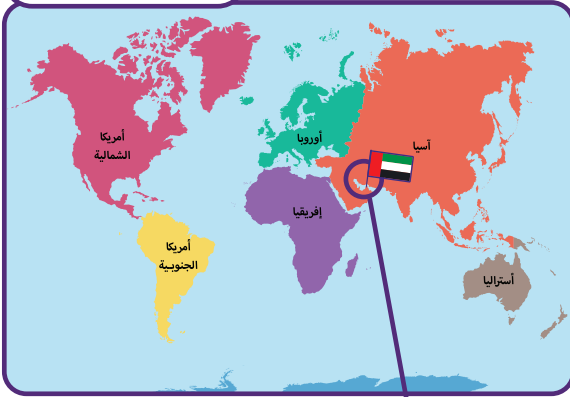 أمريكا
الشمالية
أوروبا
آسيا
إفريقيا
أمريكا
الجنوبية
أستراليا